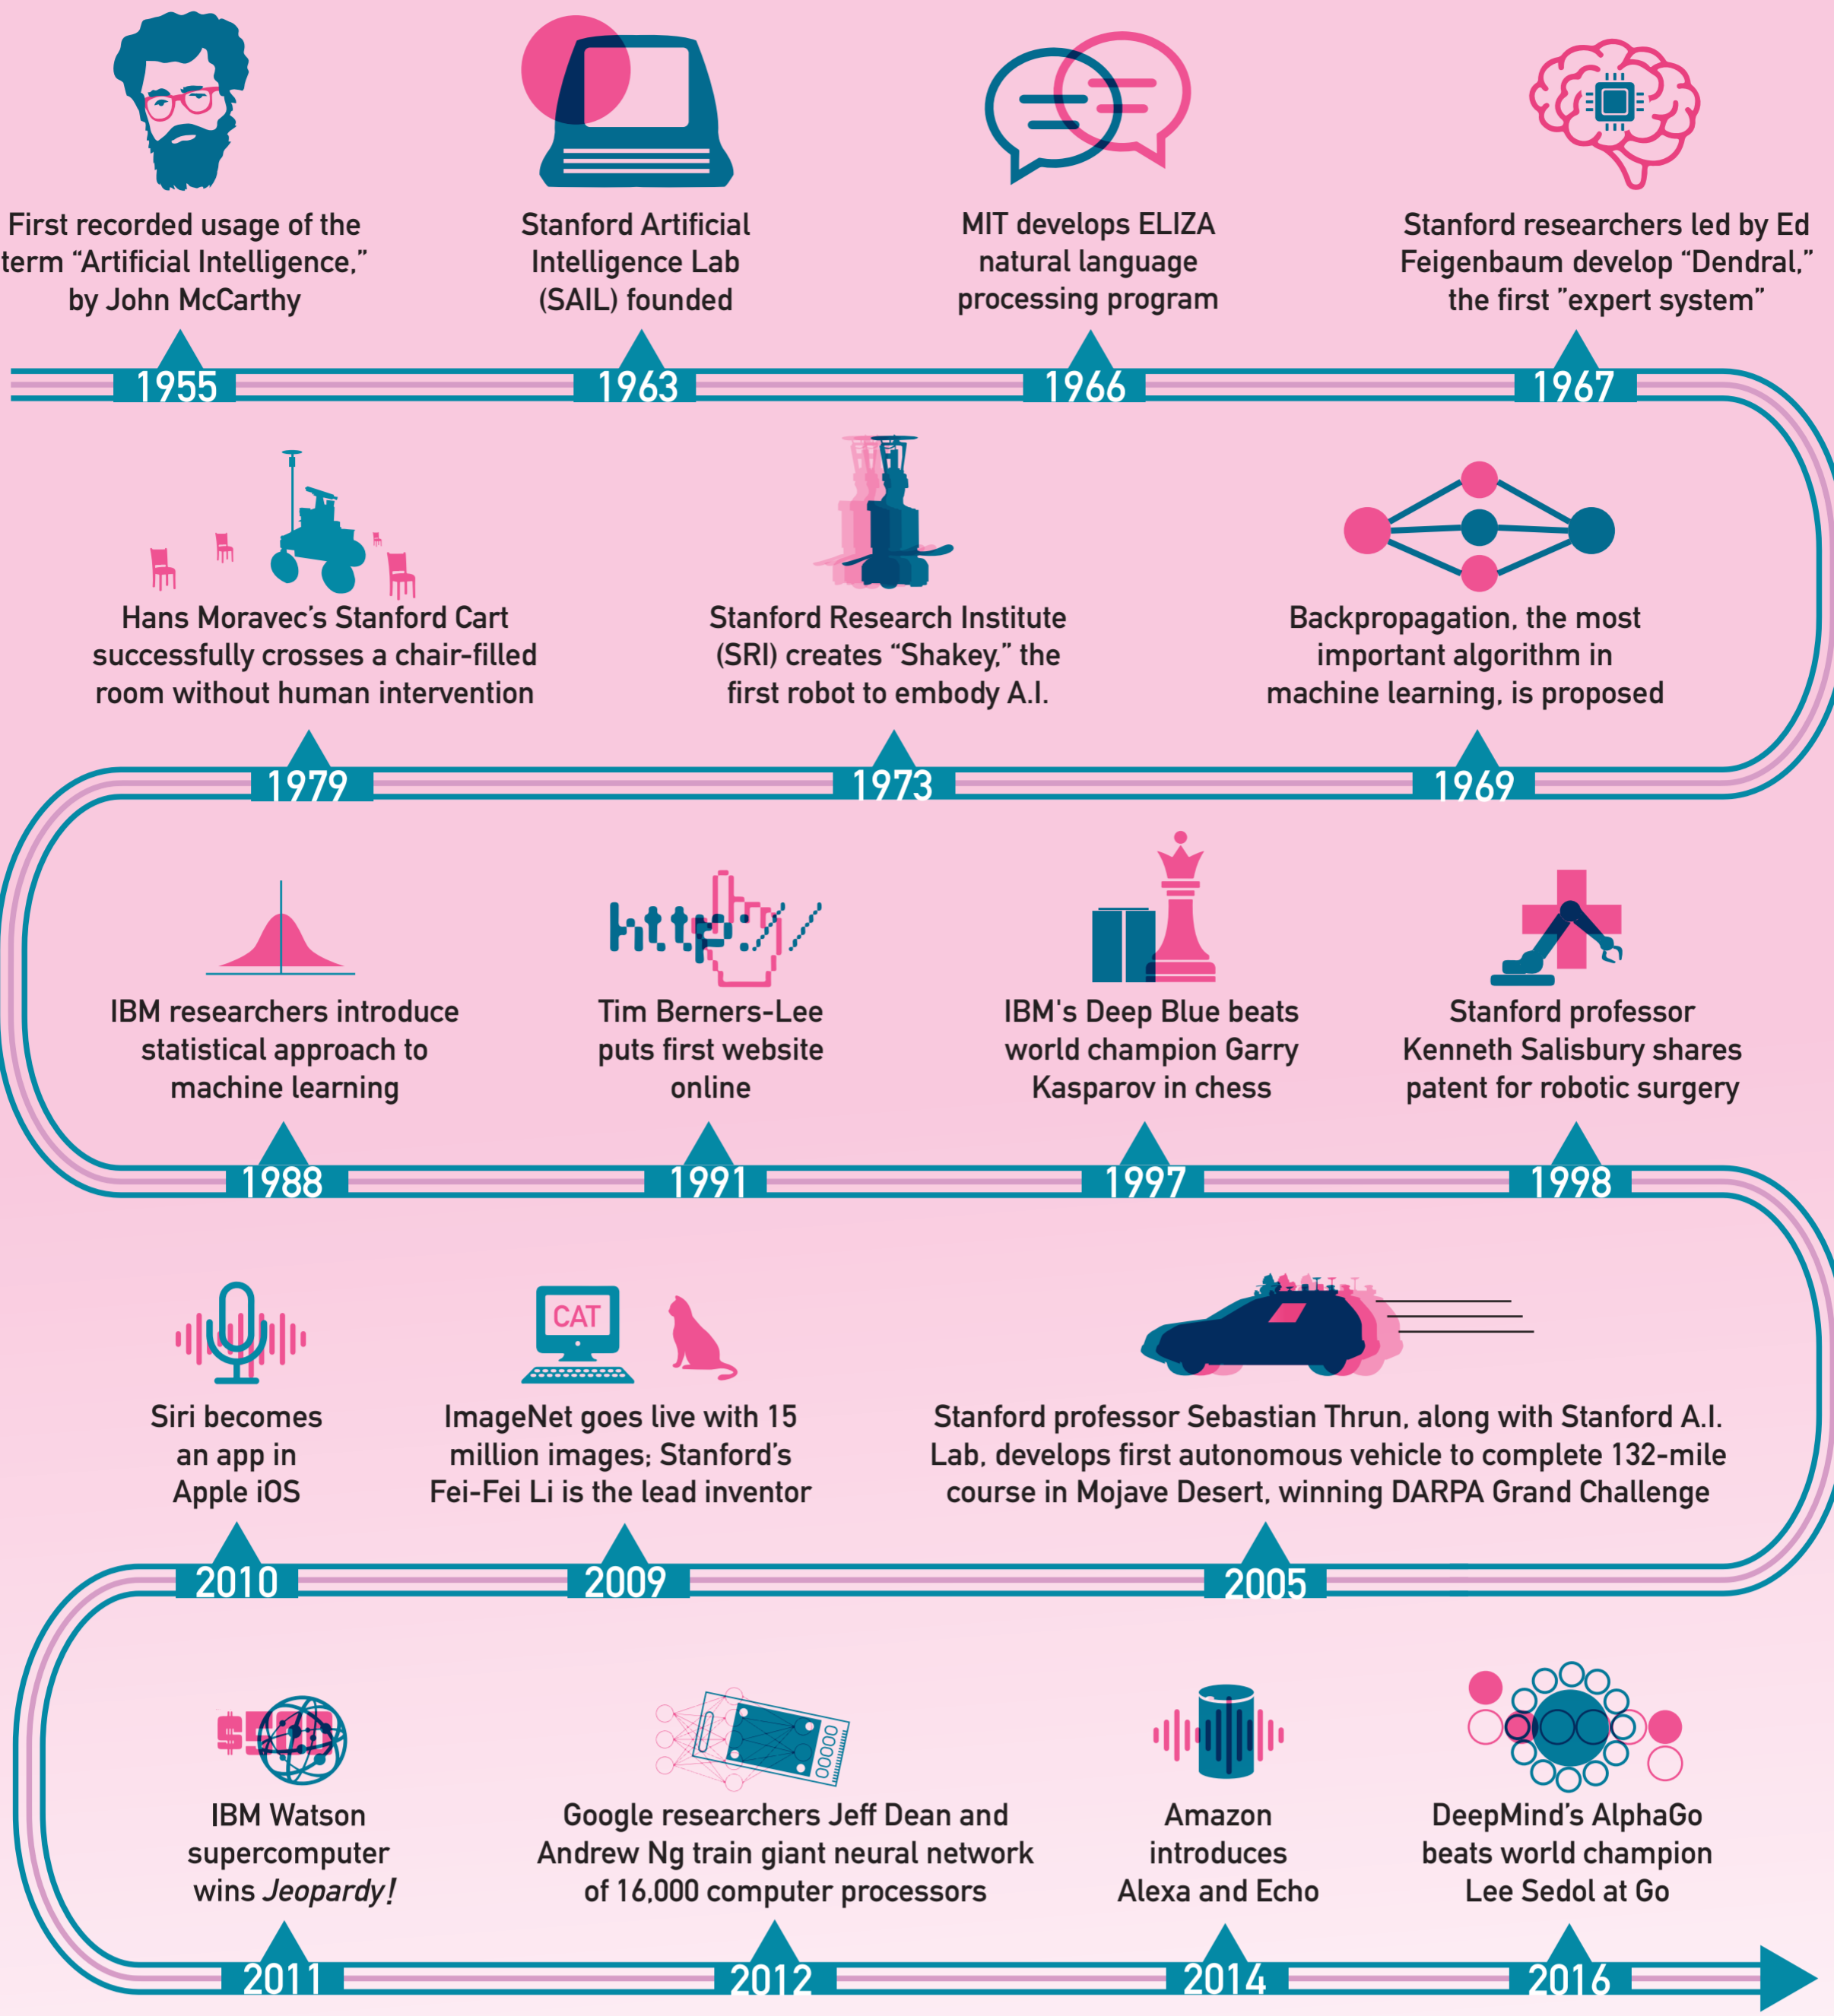 First recorded usage of the
term “Artificial Intelligence,”
by John McCarthy
1955
Stanford Artificial
Intelligence Lab
(SAIL) founded
1963
MIT develops ELIZA
natural language
processing program
1966
Stanford researchers led by Ed
Feigenbaum develop “Dendral,”
the first ”expert system”
1967
Hans Moravec’s Stanford Cart
successfully crosses a chair-filled
room without human intervention
1979
Stanford Research Institute
(SRI) creates “Shakey,” the
first robot to embody A.I.
1973
Backpropagation, the most
important algorithm in
machine learning, is proposed
1969
IBM researchers introduce
statistical approach to
machine learning
1988
http://
Tim Berners-Lee
puts first website
online
1991
IBM's Deep Blue beats
world champion Garry
Kasparov in chess
1997
Stanford professor
Kenneth Salisbury shares
patent for robotic surgery
1998
Siri becomes
an app in
Apple iOS
2010
CAT
ImageNet goes live with 15
million images; Stanford’s
Fei-Fei Li is the lead inventor
2009
Stanford professor Sebastian Thrun, along with Stanford A.I.
Lab, develops first autonomous vehicle to complete 132-mile
course in Mojave Desert, winning DARPA Grand Challenge
2005
$500
IBM Watson
supercomputer
wins Jeopardy!
2011
Google researchers Jeff Dean and
Andrew Ng train giant neural network
of 16,000 computer processors
2012
Amazon
introduces
Alexa and Echo
2014
DeepMind’s AlphaGo
beats world champion
Lee Sedol at Go
2016